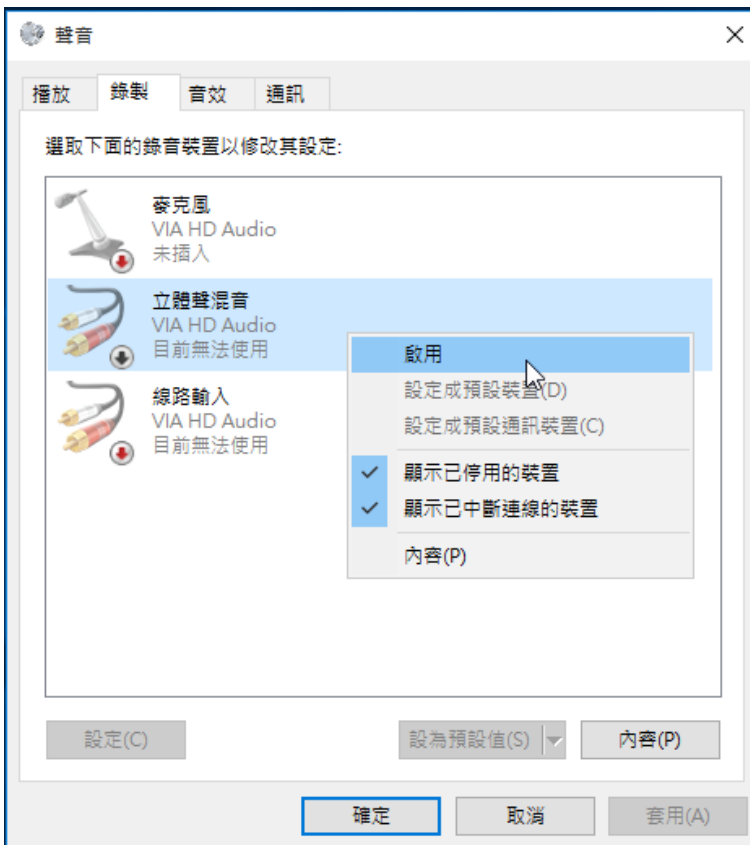 聲音
播放 錄製 音效 通訊
選取下面的錄音裝置以修改其設定:
麥克風
VIA HD Audio
未插入
立體聲混音
VIA HD Audio
目前無法使用
線路輸入
VIA HD Audio
目前無法使用
啟用
設定成預設裝置(D)
設定成預設通訊裝置(C)
顯示已停用的裝置
顯示已中斷連線的裝置
內容(P)
設定(C) 設為預設值(S) 內容(P)
確定 取消 套用(A)